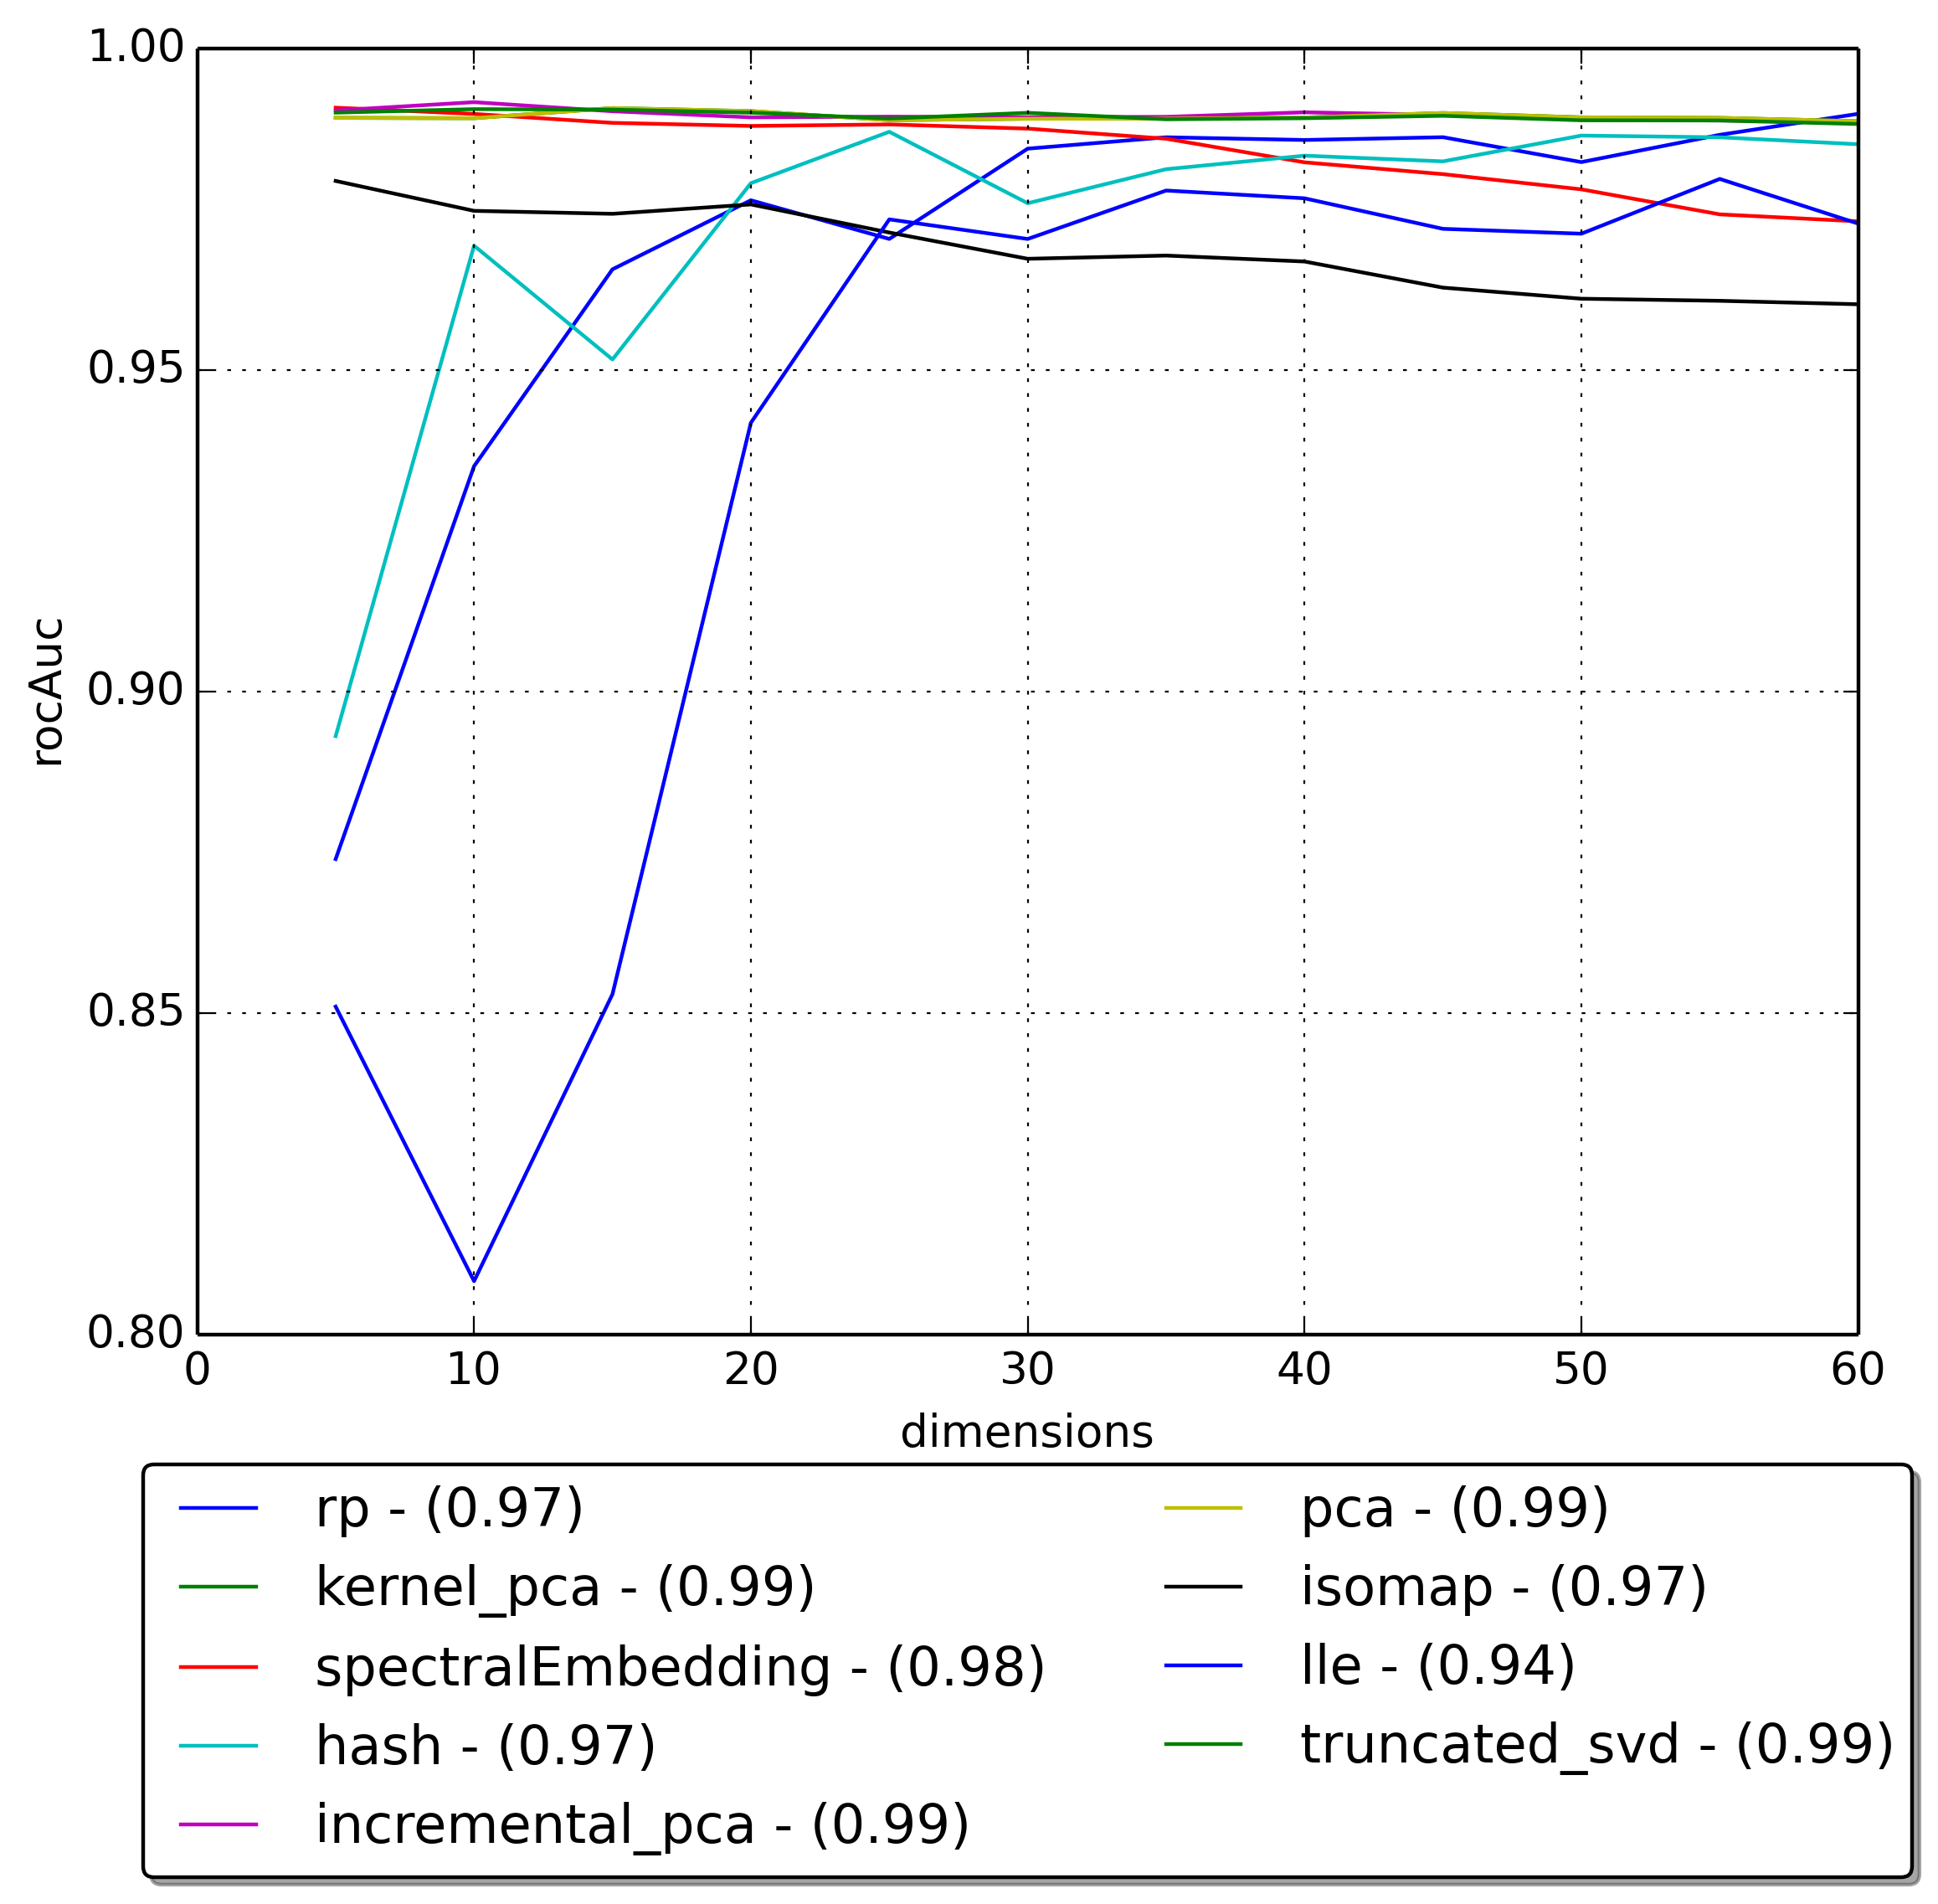 1.00
0.95
0.90
0.85
0.80
rocAuc
0 10 20 30 40 50 60
dimensions
rp - (0.97)
kernel_pca - (0.99)
spectralEmbedding - (0.98)
hash - (0.97)
incremental_pca - (0.99)
pca - (0.99)
isomap - (0.97)
lle - (0.94)
truncated_svd - (0.99)